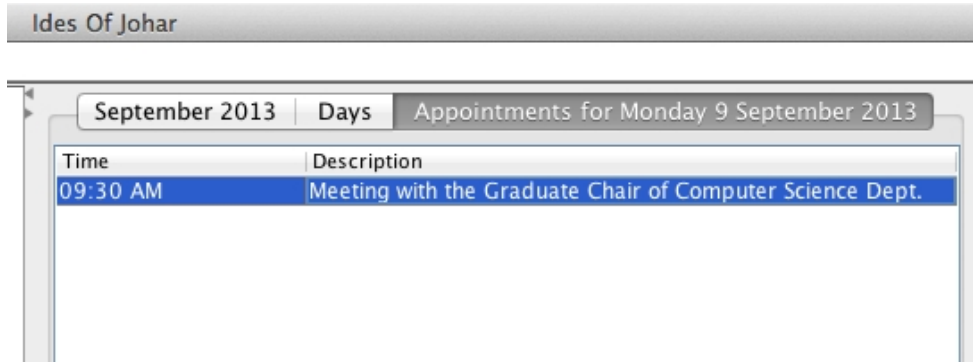 Ides Of Johar
September 2013 Days Appointments for Monday 9 September 2013
Time Description
09:30 AM Meeting with the Graduate Chair of Computer Science Dept.